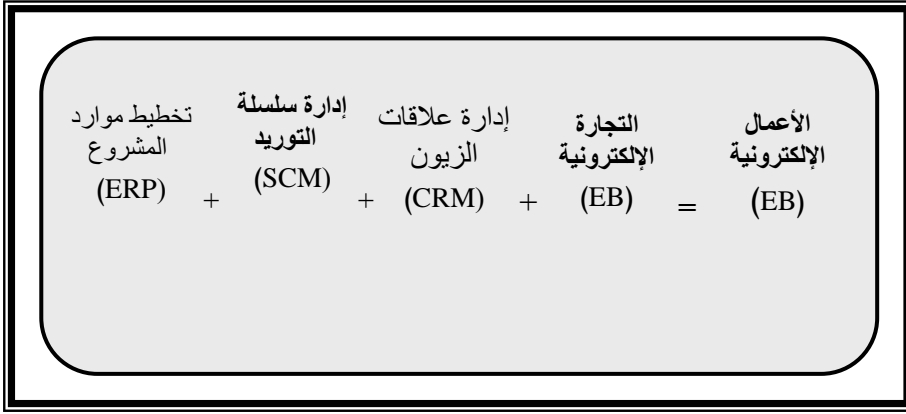 الأعمال
الإلكترونية
(EB)
=
التجارة
الإلكترونية
(EB)
+
إدارة علاقات
الزبون
(CRM)
+
إدارة سلسلة
التوريد
(SCM)
+
تخطيط موارد
المشروع
(ERP)